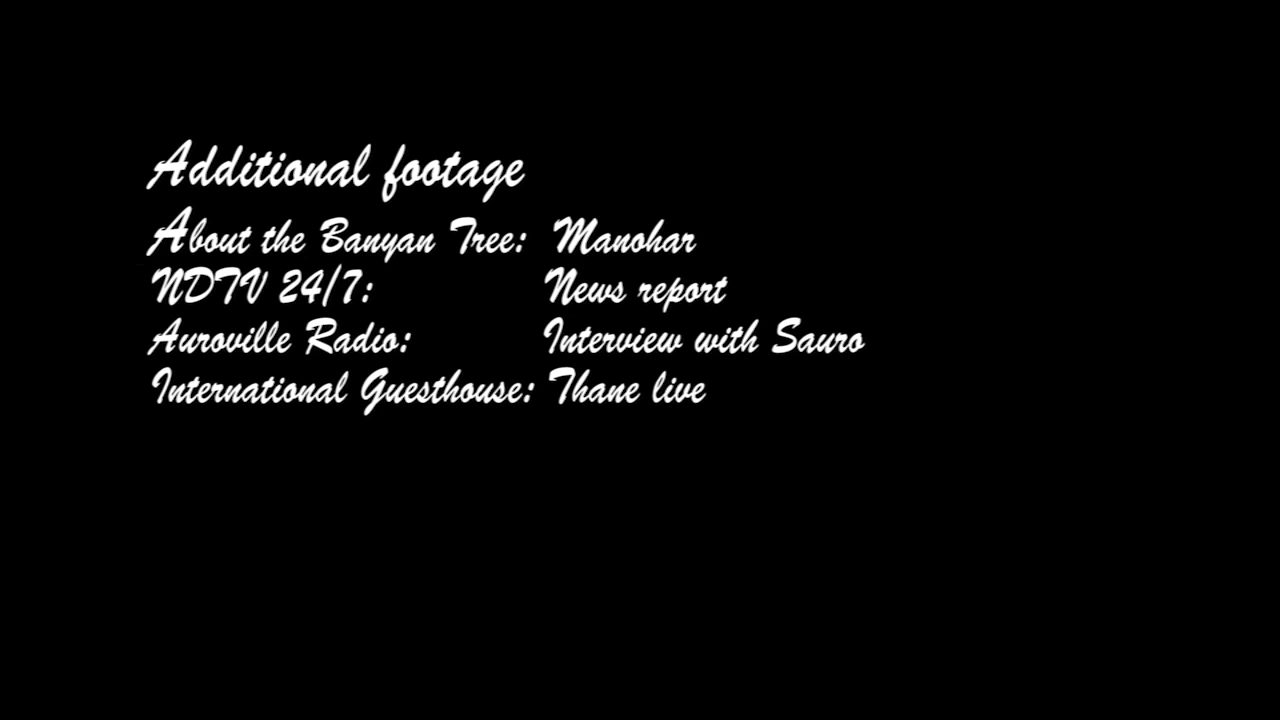 Additional footage
About the Banyan Tree: Manohar
NDTV 24/7: News report
Auroville Radio: Interview with Sauro
International Guesthouse: Thane live